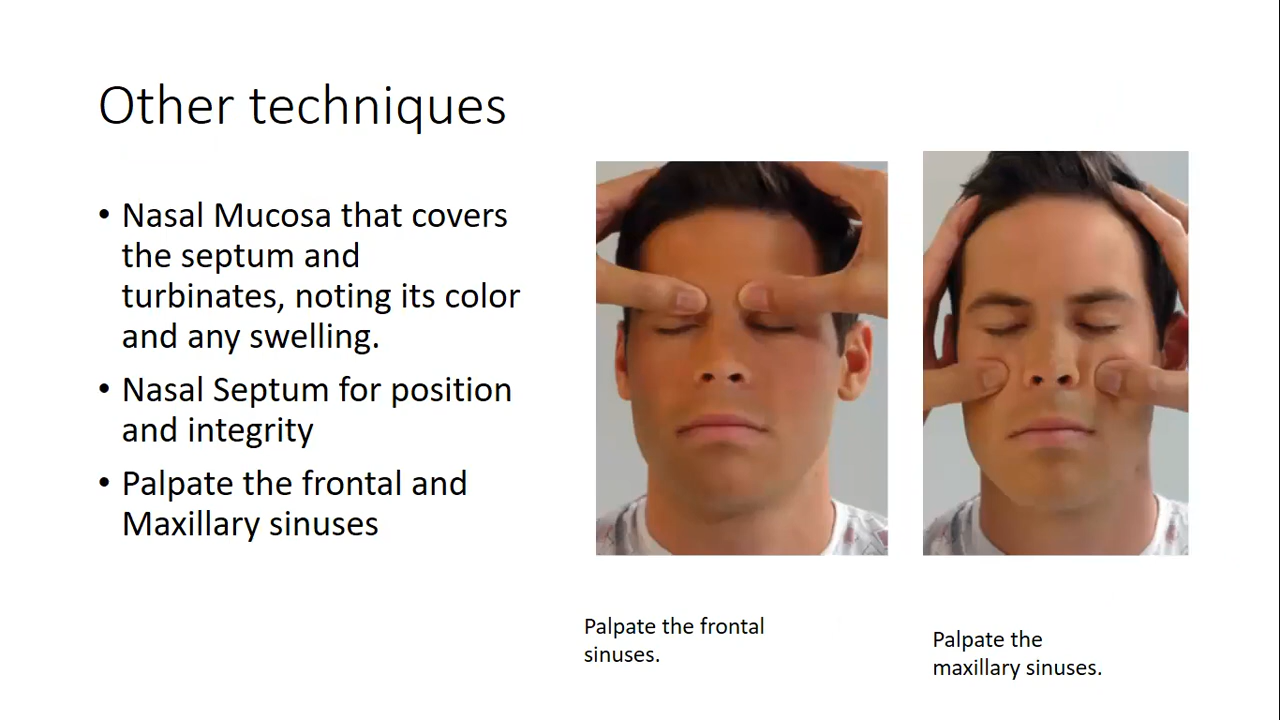 Other techniques
• Nasal Mucosa that covers
the septum and
turbinates, noting its color
and any swelling.
• Nasal Septum for position
and integrity
• Palpate the frontal and
Maxillary sinuses
Palpate the frontal
sinuses.
Palpate the
maxillary sinuses.